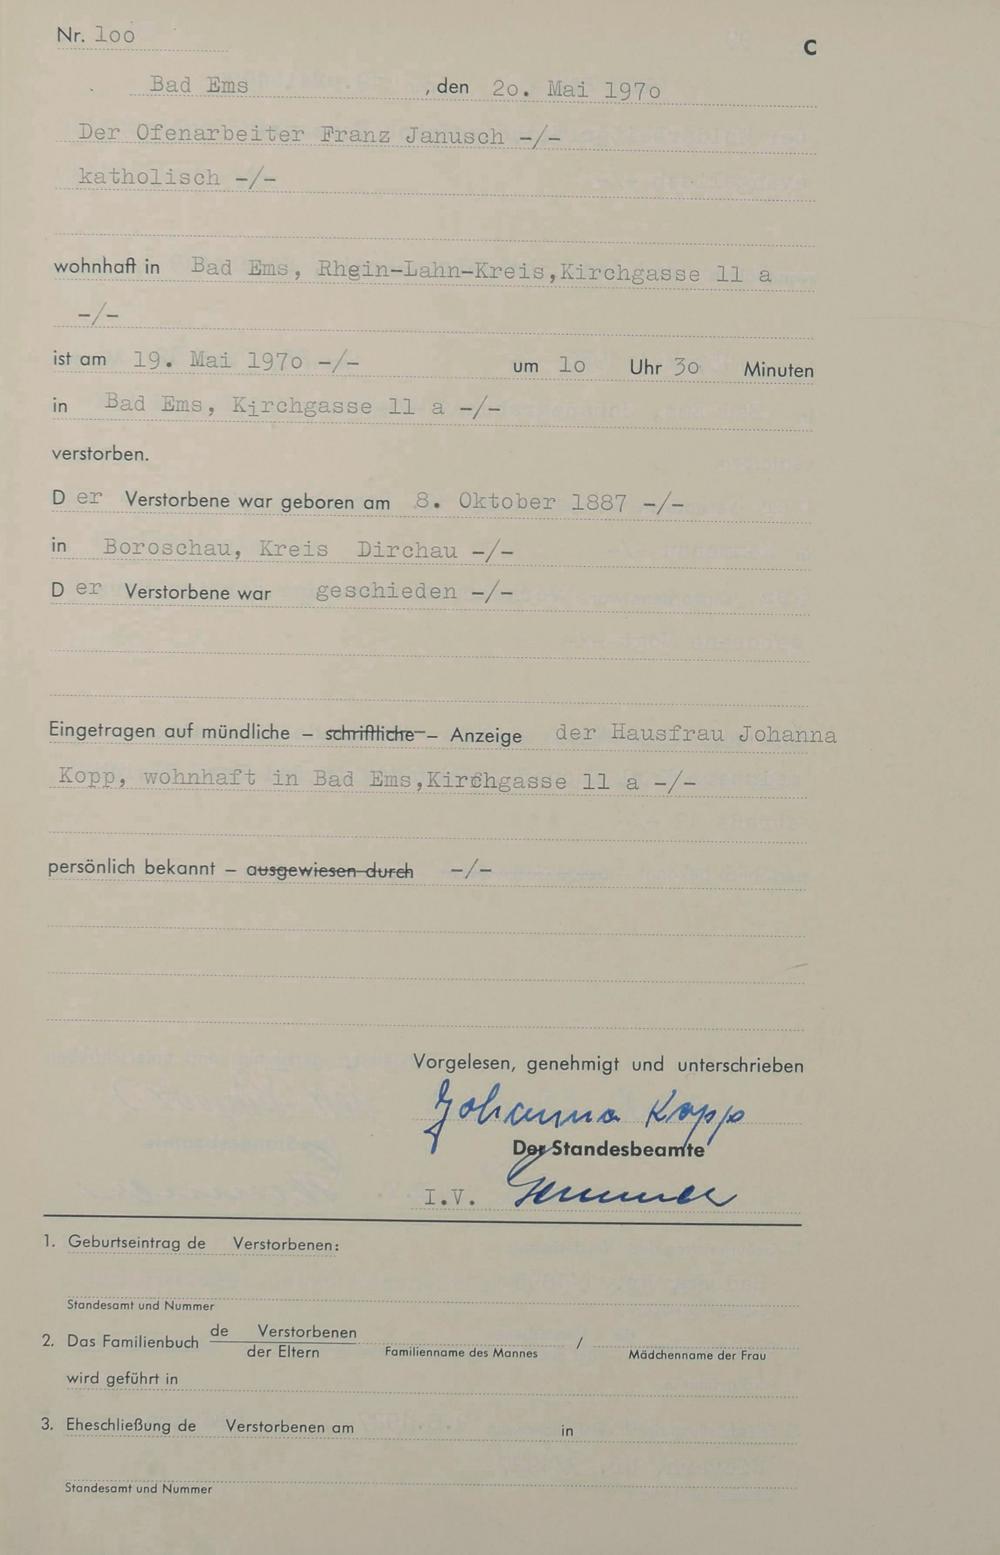 Nr. 100
C
Bad Ems , den 20. Mai 1970
Der Ofenarbeiter Franz Janusch -/-
katholisch -/-
wohnhaft in Bad Ems, Rhein-Lahn-Kreis,Kirchgasse 11 a
-/-
ist am 19. Mai 1970 -/- um 10 Uhr 30 Minuten
in Bad Ems, Kirchgasse 11 a -/-
verstorben.
D er Verstorbene war geboren am 8. Oktober 1887 -/-
in Boroschau, Kreis Dirchau -/-
D er Verstorbene war geschieden -/-
Eingetragen auf mündliche – schriftliche – Anzeige der Hausfrau Johanna
Kopp, wohnhaft in Bad Ems,Kirchgasse 11 a -/-
persönlich bekannt – ausgewiesen durch -/-
Vorgelesen, genehmigt und unterschrieben
Johanna Kopp
Der Standesbeamte
I.V.
1. Geburtseintrag de Verstorbenen:
Standesamt und Nummer
2. Das Familienbuch de Verstorbenen / 
der Eltern Familienname des Mannes Mädchenname der Frau
wird geführt in
3. Eheschließung de Verstorbenen am in
Standesamt und Nummer